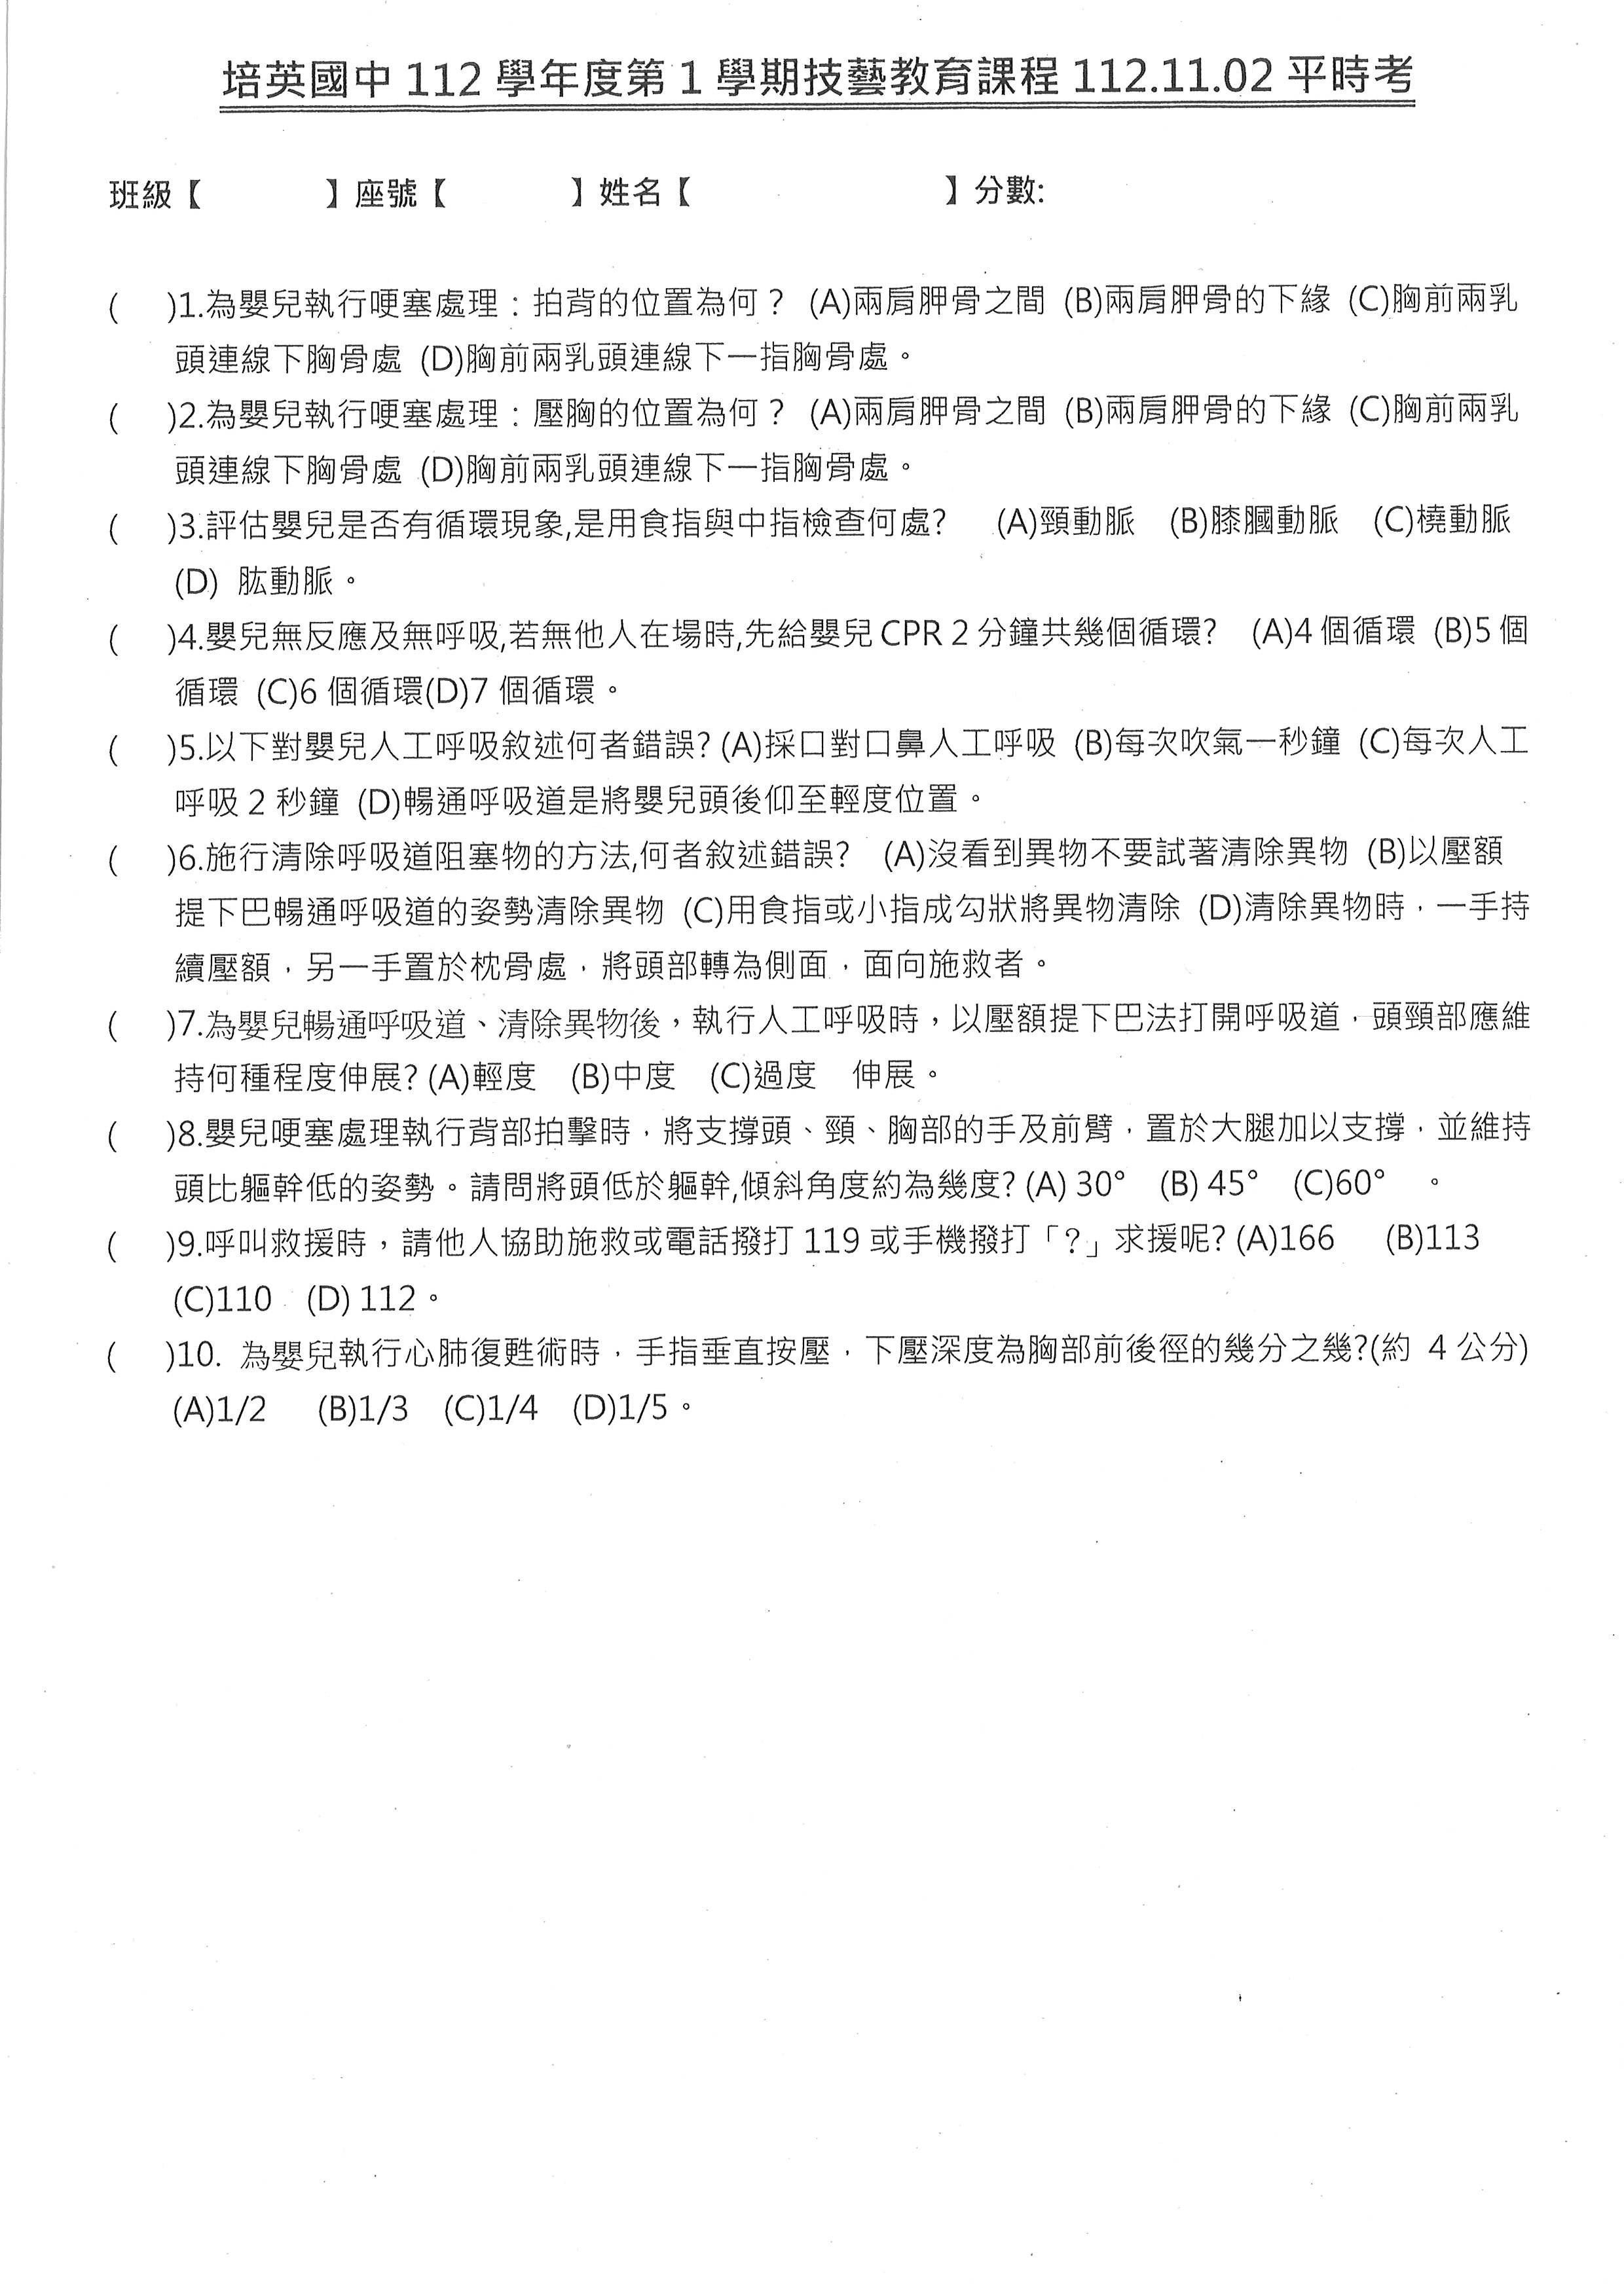 培英國中 112 學年度第 1 學期技藝教育課程 112.11.02 平時考
班級【　　　】座號【　　　】姓名【　　　　　　】分數:
(　)1.為嬰兒執行哽塞處理：拍背的位置為何？ (A)兩肩胛骨之間 (B)兩肩胛骨的下緣 (C)胸前兩乳
頭連線下胸骨處 (D)胸前兩乳頭連線下一指胸骨處。
(　)2.為嬰兒執行哽塞處理：壓胸的位置為何？ (A)兩肩胛骨之間 (B)兩肩胛骨的下緣 (C)胸前兩乳
頭連線下胸骨處 (D)胸前兩乳頭連線下一指胸骨處。
(　)3.評估嬰兒是否有循環現象,是用食指與中指檢查何處?　(A)頸動脈　(B)膝膕動脈　(C)橈動脈
(D) 肱動脈。
(　)4.嬰兒無反應及無呼吸,若無他人在場時,先給嬰兒 CPR 2 分鐘共幾個循環?　(A)4 個循環 (B)5 個
循環 (C)6 個循環(D)7 個循環。
(　)5.以下對嬰兒人工呼吸敘述何者錯誤? (A)採口對口鼻人工呼吸 (B)每次吹氣一秒鐘 (C)每次人工
呼吸 2 秒鐘 (D)暢通呼吸道是將嬰兒頭後仰至輕度位置。
(　)6.施行清除呼吸道阻塞物的方法,何者敘述錯誤?　(A)沒看到異物不要試著清除異物 (B)以壓額
提下巴暢通呼吸道的姿勢清除異物 (C)用食指或小指成勾狀將異物清除 (D)清除異物時，一手持
續壓額，另一手置於枕骨處，將頭部轉為側面，面向施救者。
(　)7.為嬰兒暢通呼吸道、清除異物後，執行人工呼吸時，以壓額提下巴法打開呼吸道，頭頸部應維
持何種程度伸展? (A)輕度　(B)中度　(C)過度　伸展。
(　)8.嬰兒哽塞處理執行背部拍擊時，將支撐頭、頸、胸部的手及前臂，置於大腿加以支撐，並維持
頭比軀幹低的姿勢。請問將頭低於軀幹,傾斜角度約為幾度? (A) 30°　(B) 45°　(C)60°　。
(　)9.呼叫救援時，請他人協助施救或電話撥打 119 或手機撥打「?」求援呢? (A)166　(B)113
(C)110　(D) 112。
(　)10. 為嬰兒執行心肺復甦術時，手指垂直按壓，下壓深度為胸部前後徑的幾分之幾?(約 4 公分)
(A)1/2　(B)1/3　(C)1/4　(D)1/5。